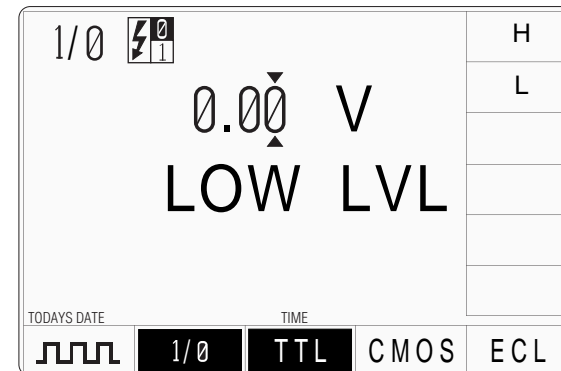 1/0 0 1
H
L
0.00 V
LOW LVL
TODAYS DATE TIME
1/0 TTL CMOS ECL